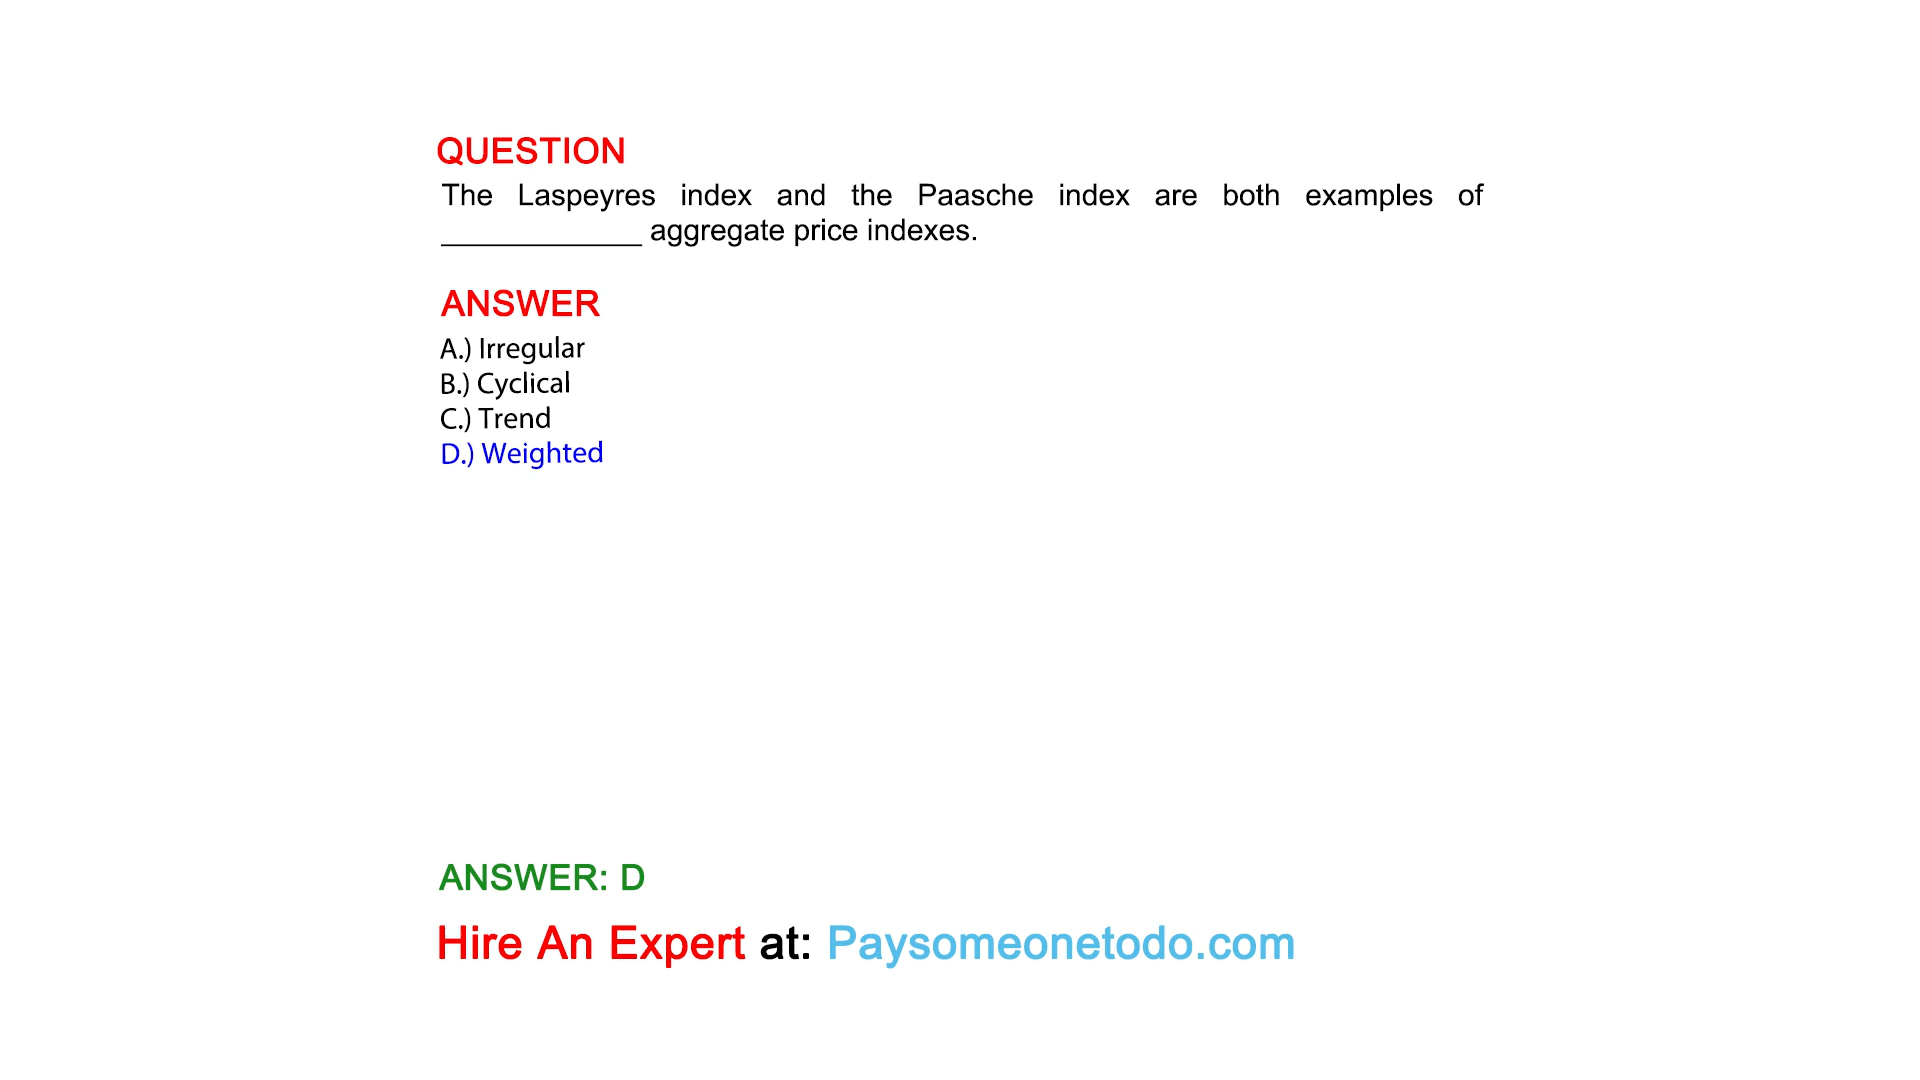 QUESTION
The Laspeyres index and the Paasche index are both examples of
____________ aggregate price indexes.
ANSWER
A.) Irregular
B.) Cyclical
C.) Trend
D.) Weighted
ANSWER: D
Hire An Expert at: Paysomeonetodo.com